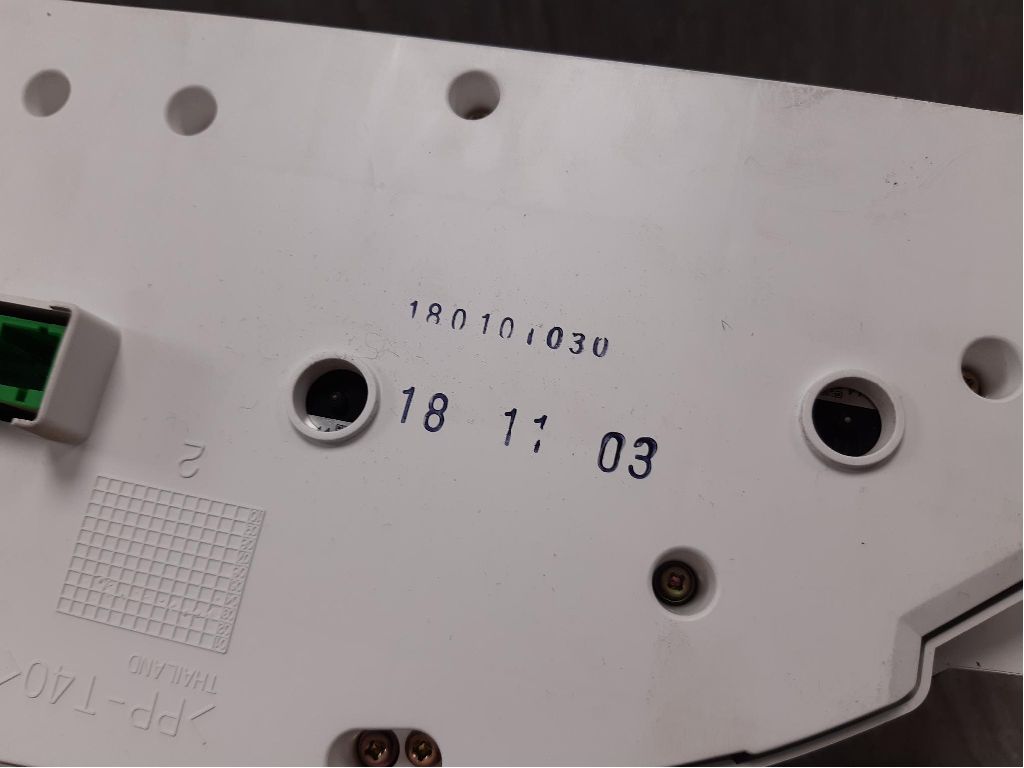 180101030
18 11 03
2
THAILAND
>PP-T40<